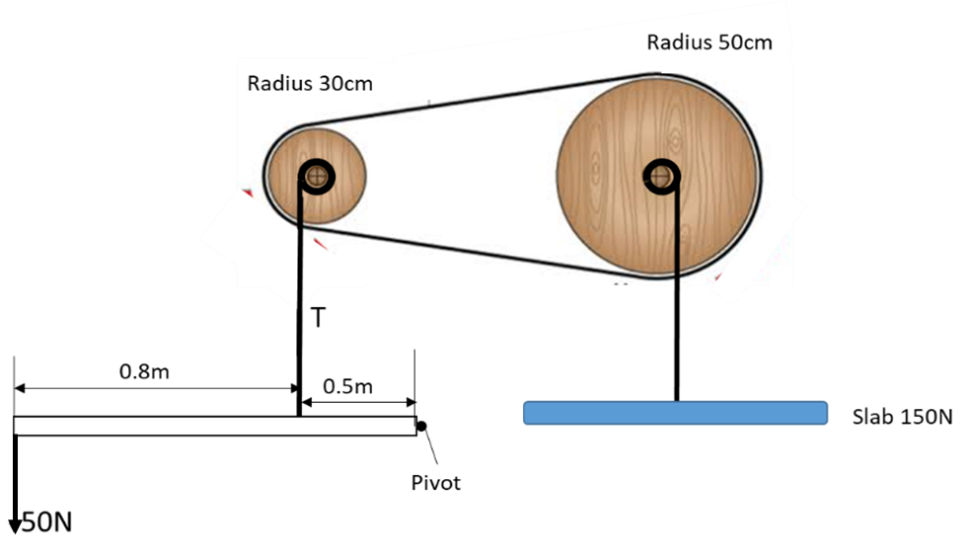 Radius 50cm
Radius 30cm
T
0.8m
0.5m
Slab 150N
Pivot
50N